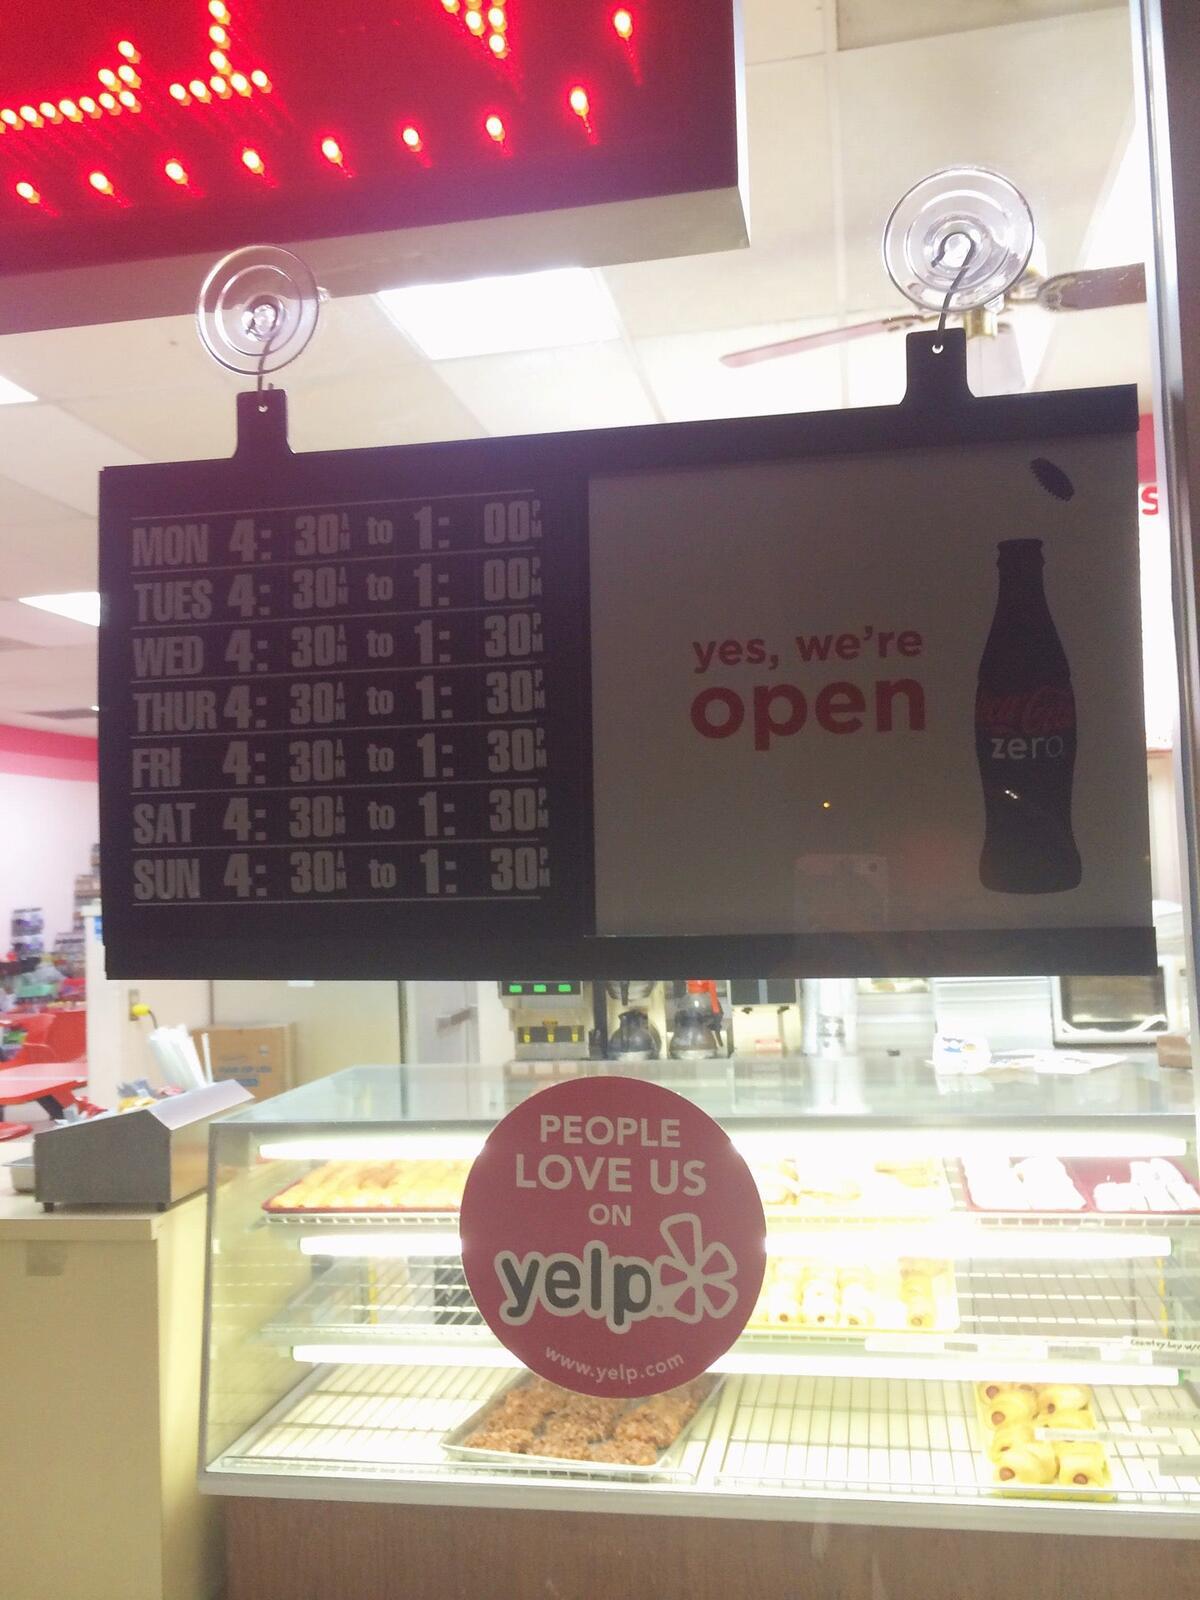 MON 4: 30AM to 1: 00PM
TUES 4: 30AM to 1: 00PM
WED 4: 30AM to 1: 30PM
THUR 4: 30AM to 1: 30PM
FRI 4: 30AM to 1: 30PM
SAT 4: 30AM to 1: 30PM
SUN 4: 30AM to 1: 30PM
yes, we're
open
Coca-Cola
zero
PEOPLE
LOVE US
ON
yelp
www.yelp.com